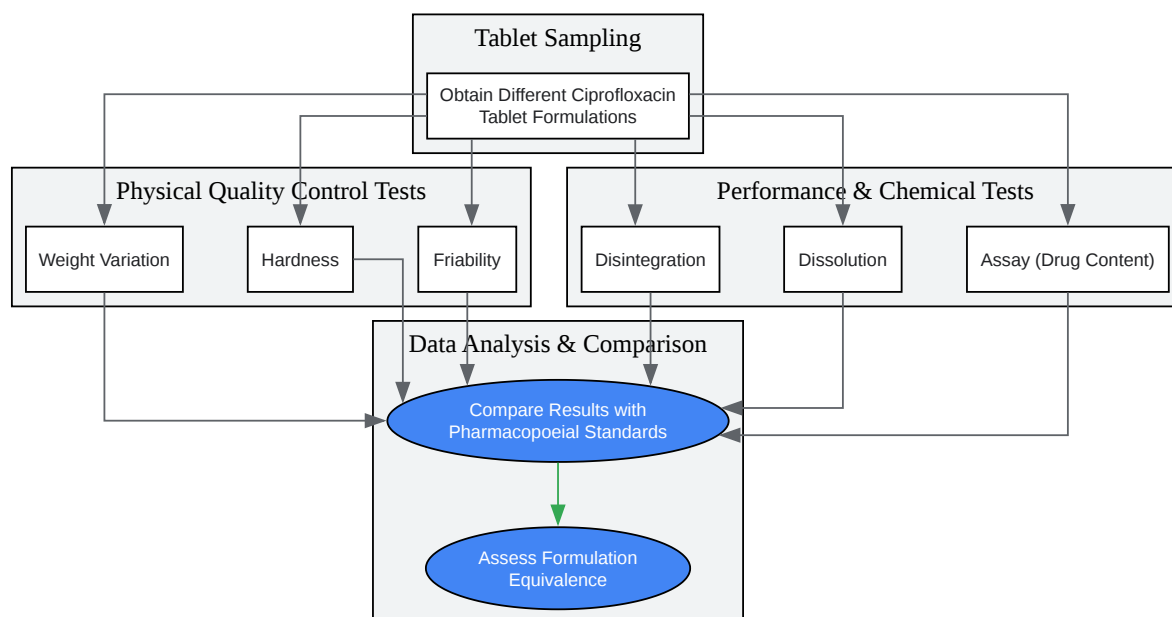 Tablet Sampling
Obtain Different Ciprofloxacin
Tablet Formulations
Physical Quality Control Tests
Performance & Chemical Tests
Weight Variation
Hardness
Friability
Disintegration
Dissolution
Assay (Drug Content)
Data Analysis & Comparison
Compare Results with
Pharmacopoeial Standards
Assess Formulation
Equivalence